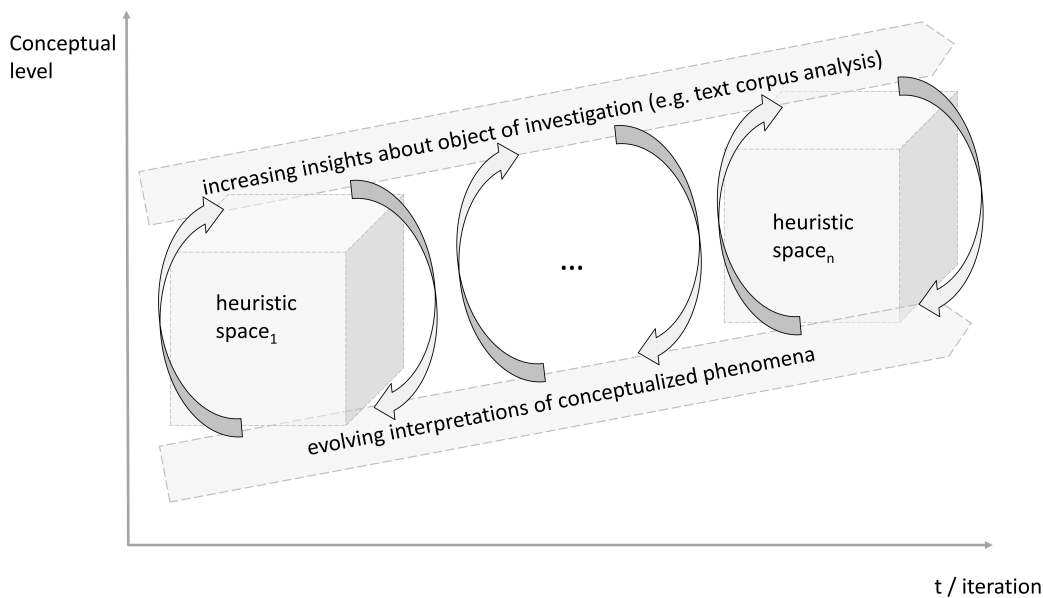 Conceptual
level
increasing insights about object of investigation (e.g. text corpus analysis)
heuristic
space1
...
heuristic
spacen
evolving interpretations of conceptualized phenomena
t / iteration